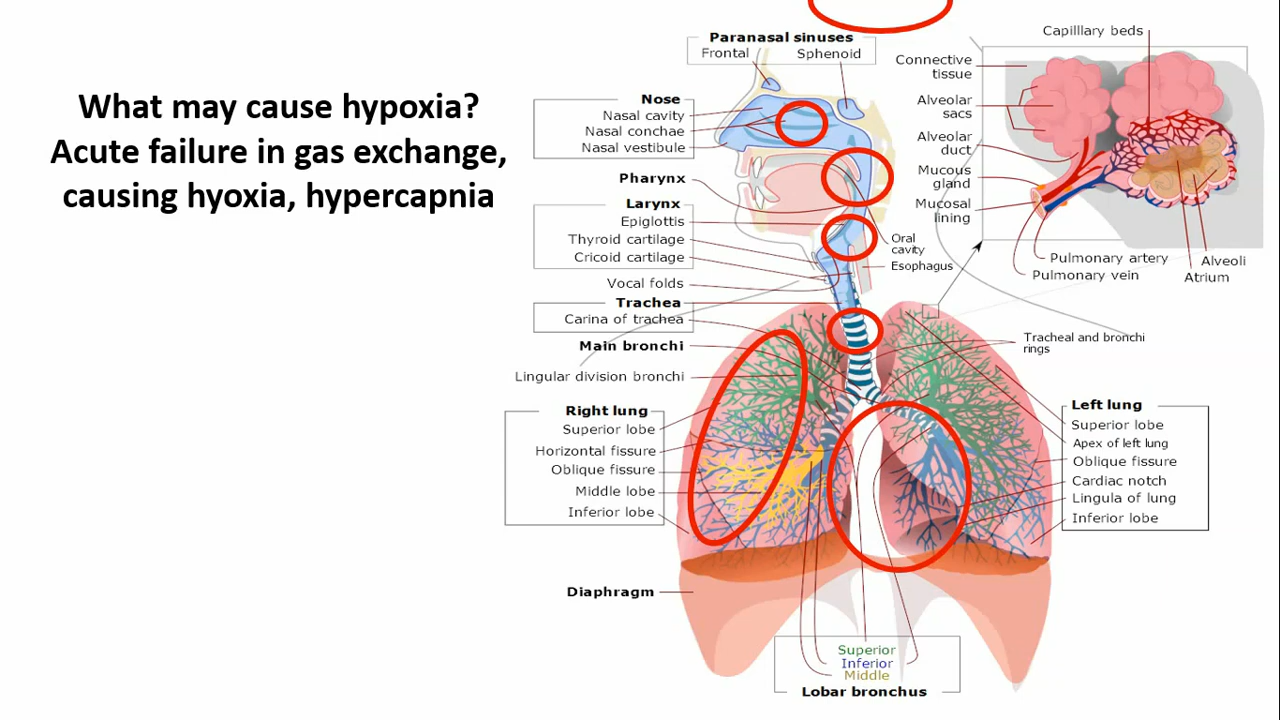 What may cause hypoxia?
Acute failure in gas exchange,
causing hyoxia, hypercapnia
Paranasal sinuses
Frontal
Sphenoid
Nose
Nasal cavity
Nasal conchae
Nasal vestibule
Pharynx
Larynx
Epiglottis
Thyroid cartilage
Cricoid cartilage
Vocal folds
Trachea
Carina of trachea
Main bronchi
Lingular division bronchi
Right lung
Superior lobe
Horizontal fissure
Oblique fissure
Middle lobe
Inferior lobe
Diaphragm
Oral
cavity
Esophagus
Capilllary beds
Connective
tissue
Alveolar
sacs
Alveolar
duct
Mucous
gland
Mucosal
lining
Pulmonary artery
Pulmonary vein
Alveoli
Atrium
Tracheal and bronchi
rings
Left lung
Superior lobe
Apex of left lung
Oblique fissure
Cardiac notch
Lingula of lung
Inferior lobe
Superior
Inferior
Middle
Lobar bronchus